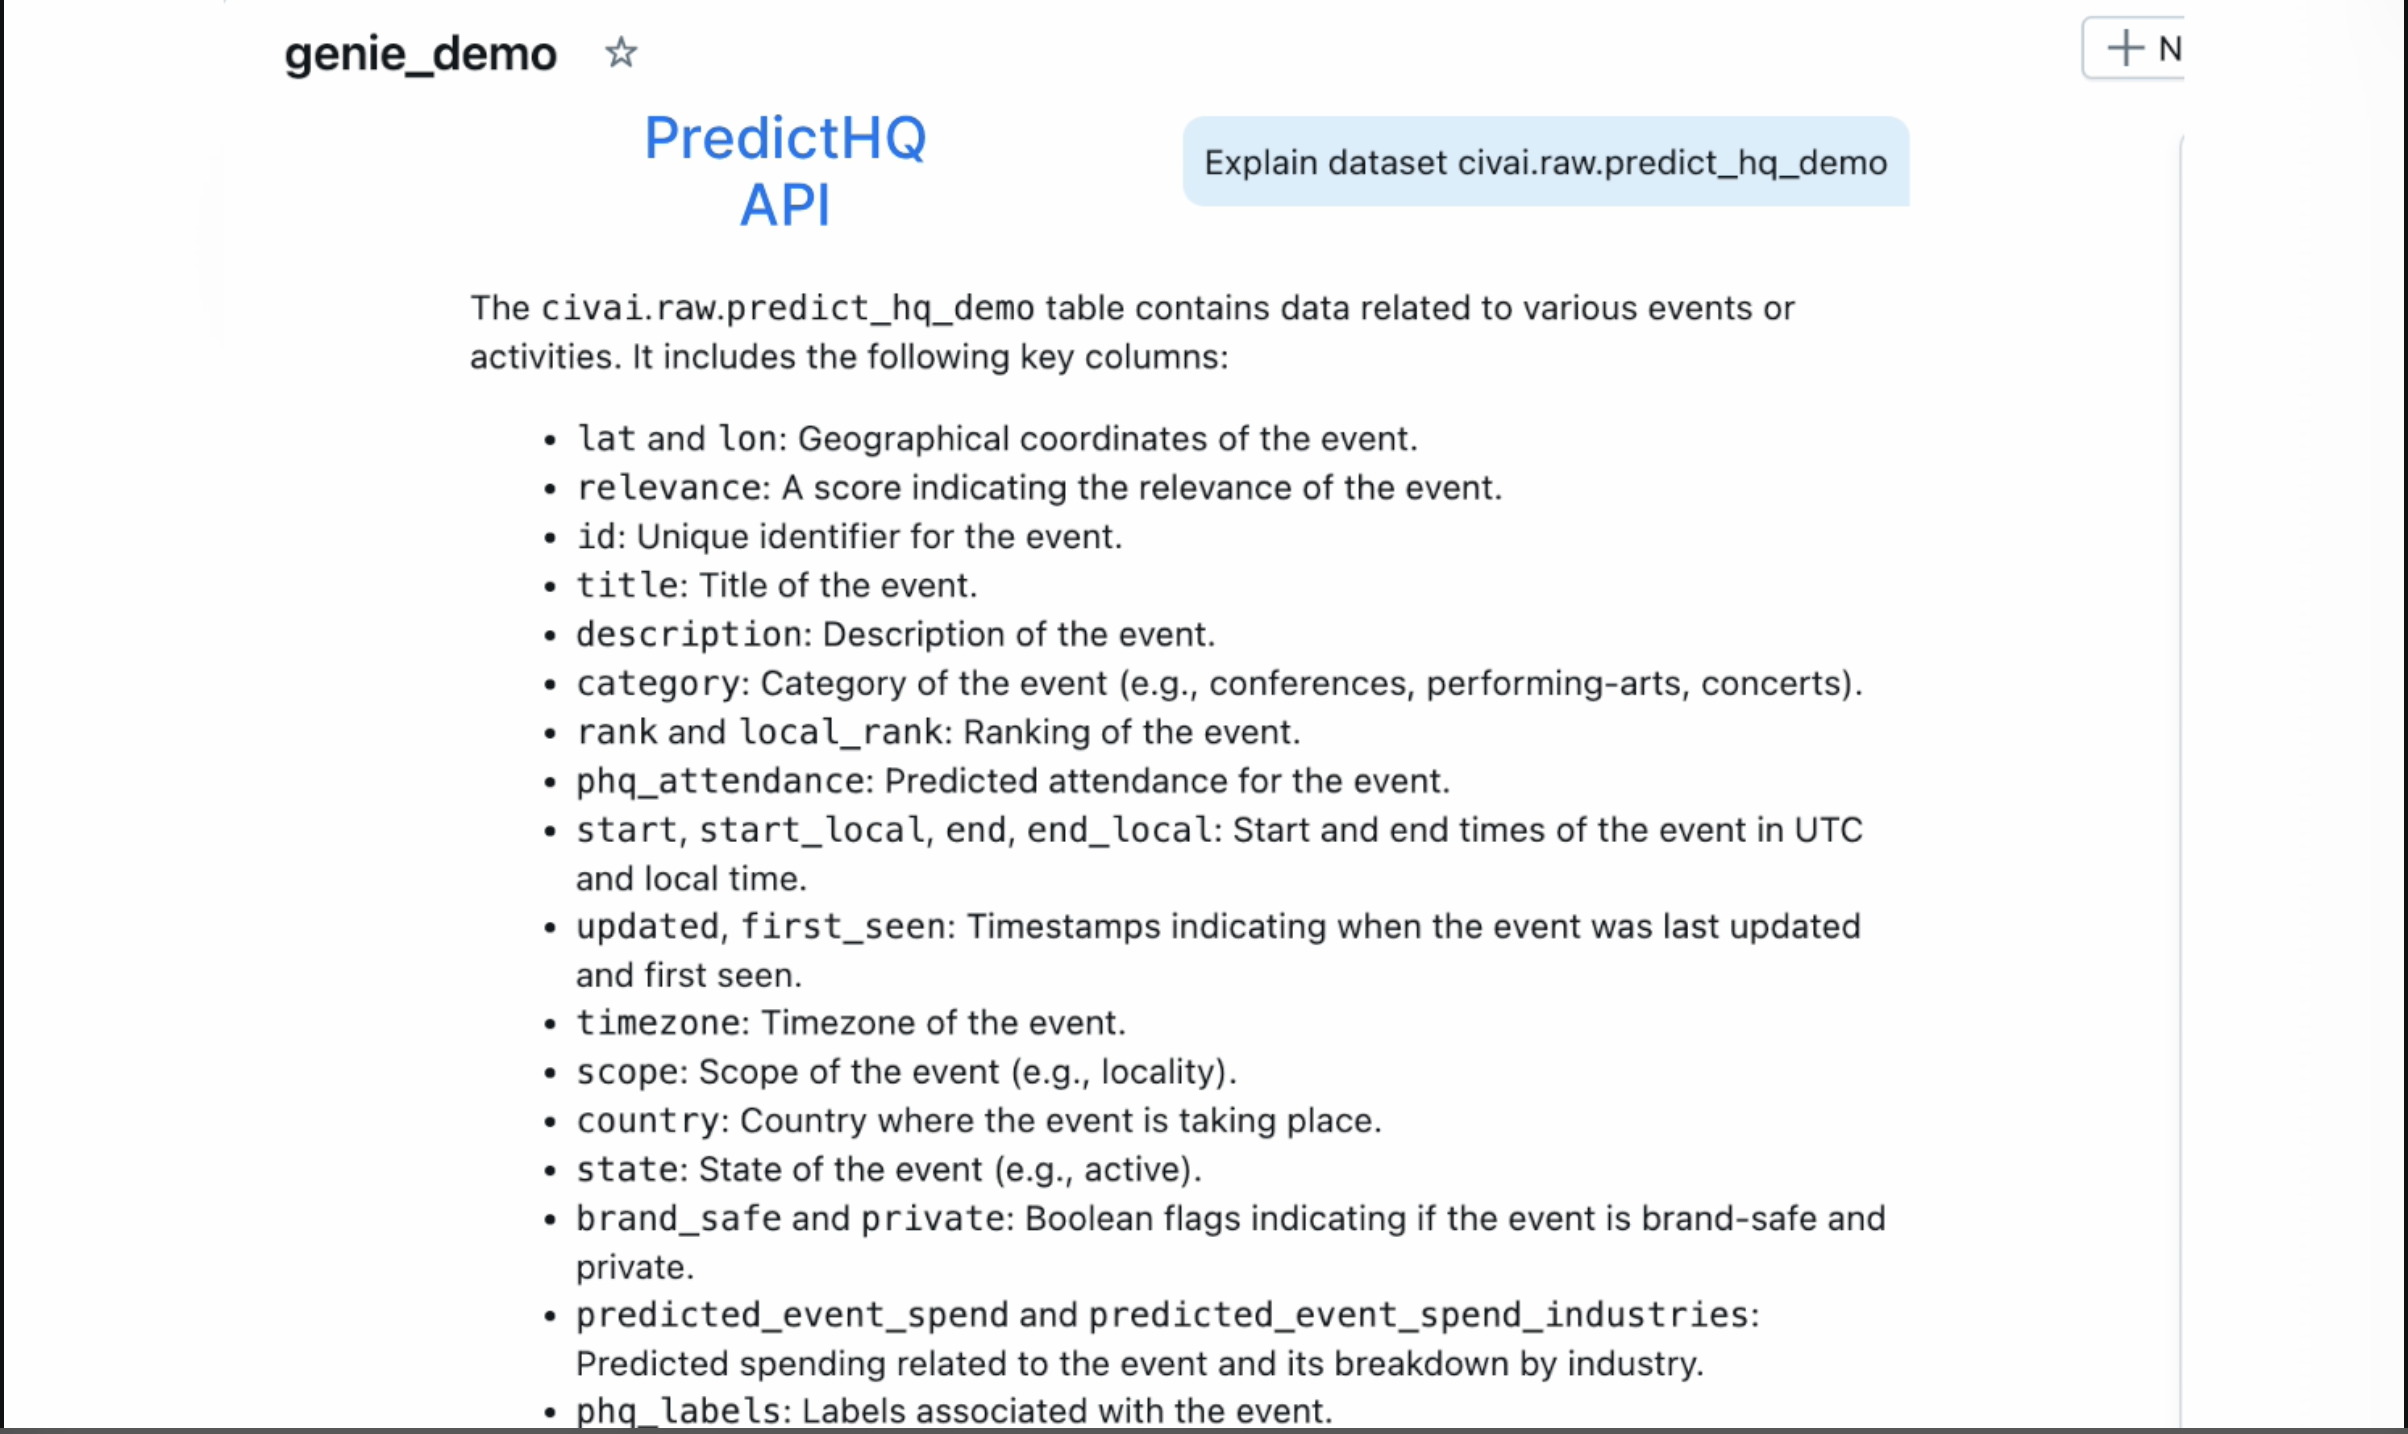 genie_demo
+ N
PredictHQ
API
Explain dataset civai.raw.predict_hq_demo
The civai.raw.predict_hq_demo table contains data related to various events or
activities. It includes the following key columns:
• lat and lon: Geographical coordinates of the event.
• relevance: A score indicating the relevance of the event.
• id: Unique identifier for the event.
• title: Title of the event.
• description: Description of the event.
• category: Category of the event (e.g., conferences, performing-arts, concerts).
• rank and local_rank: Ranking of the event.
• phq_attendance: Predicted attendance for the event.
• start, start_local, end, end_local: Start and end times of the event in UTC
and local time.
• updated, first_seen: Timestamps indicating when the event was last updated
and first seen.
• timezone: Timezone of the event.
• scope: Scope of the event (e.g., locality).
• country: Country where the event is taking place.
• state: State of the event (e.g., active).
• brand_safe and private: Boolean flags indicating if the event is brand-safe and
private.
• predicted_event_spend and predicted_event_spend_industries:
Predicted spending related to the event and its breakdown by industry.
• phq_labels: Labels associated with the event.